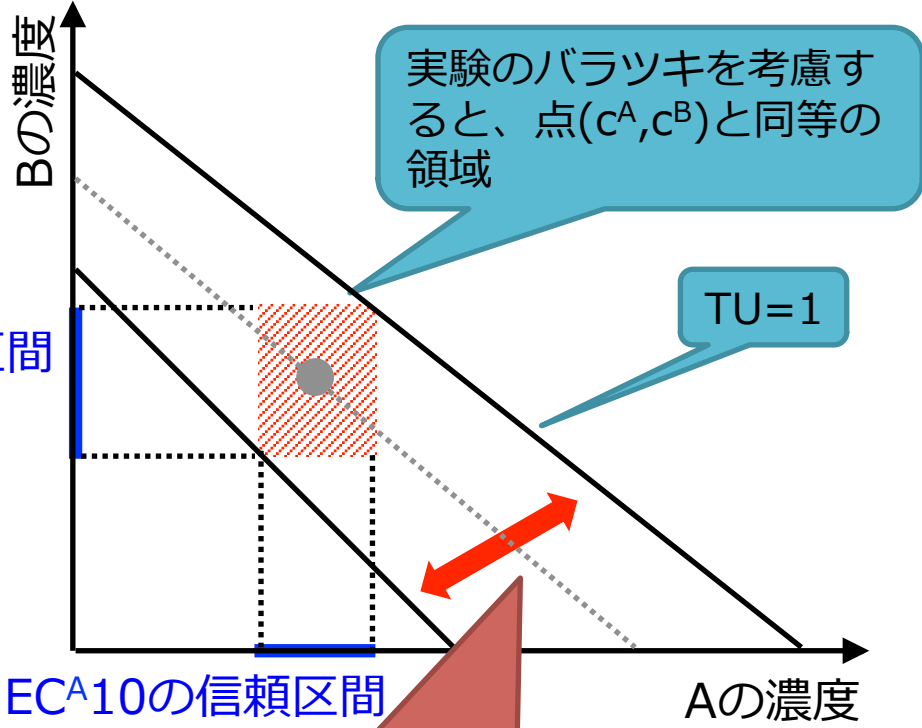 Bの濃度
実験のバラツキを考慮す
ると、点(cA,cB)と同等の
領域
TU=1
間
ECA10の信頼区間
Aの濃度